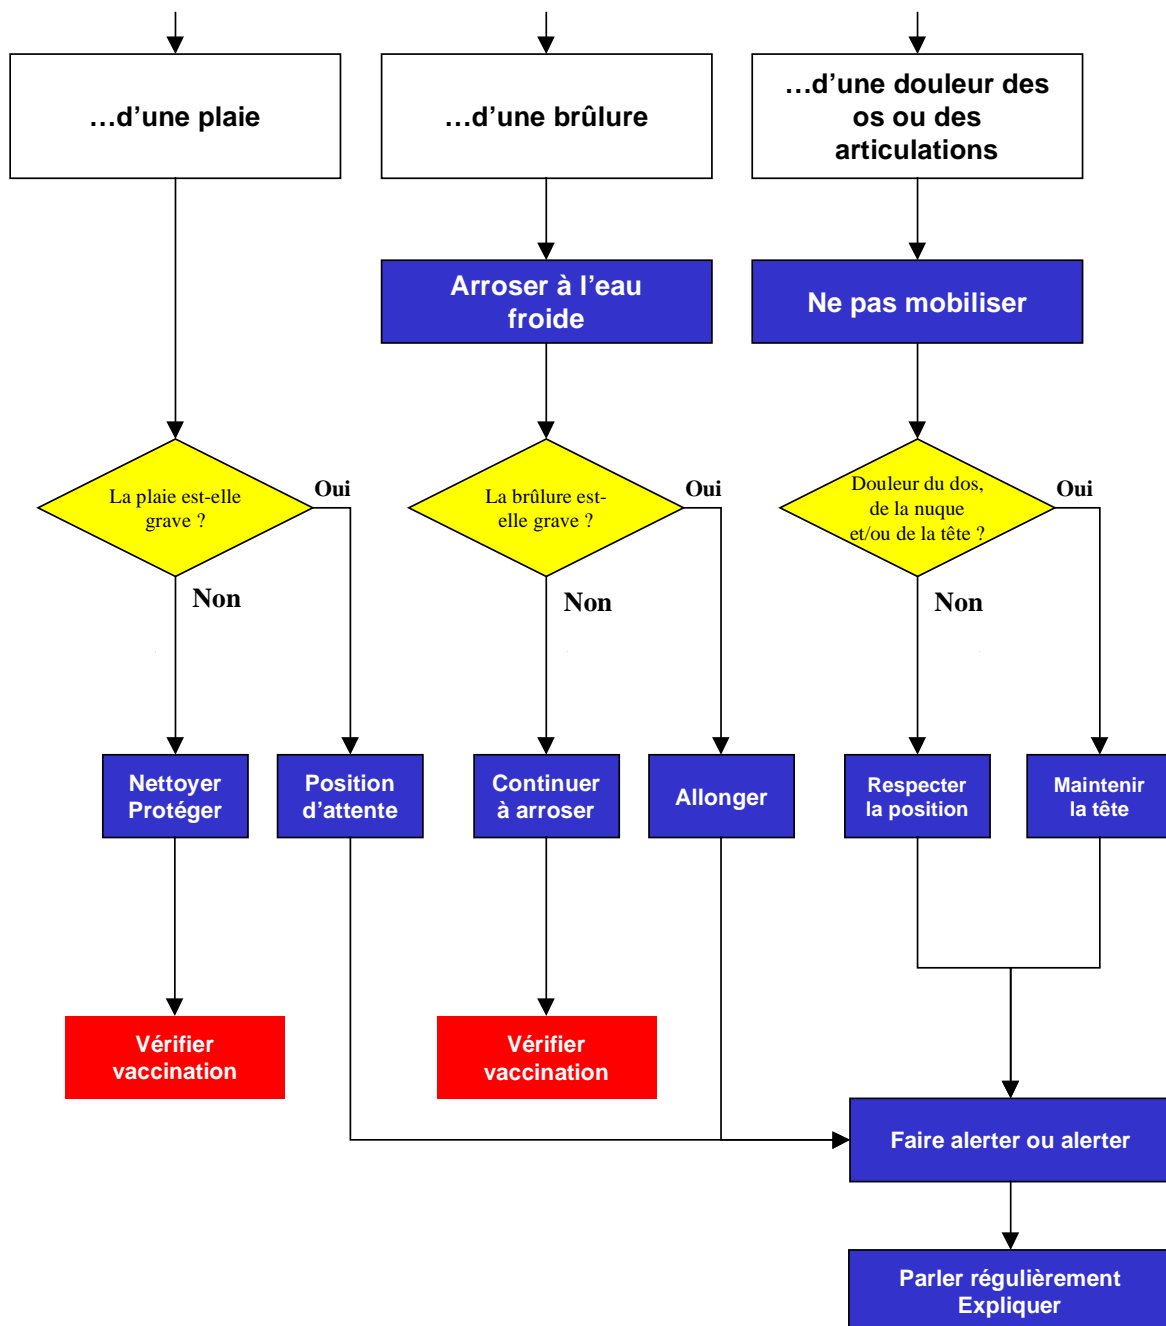 …d’une plaie
…d’une brûlure
…d’une douleur des
os ou des
articulations
Arroser à l’eau
froide
Ne pas mobiliser
La plaie est-elle
grave ?
Oui
Non
La brûlure est-
elle grave ?
Oui
Non
Douleur du dos,
de la nuque
et/ou de la tête ?
Oui
Non
Nettoyer
Protéger
Position
d’attente
Continuer
à arroser
Allonger
Respecter
la position
Maintenir
la tête
Vérifier
vaccination
Vérifier
vaccination
Faire alerter ou alerter
Parler régulièrement
Expliquer